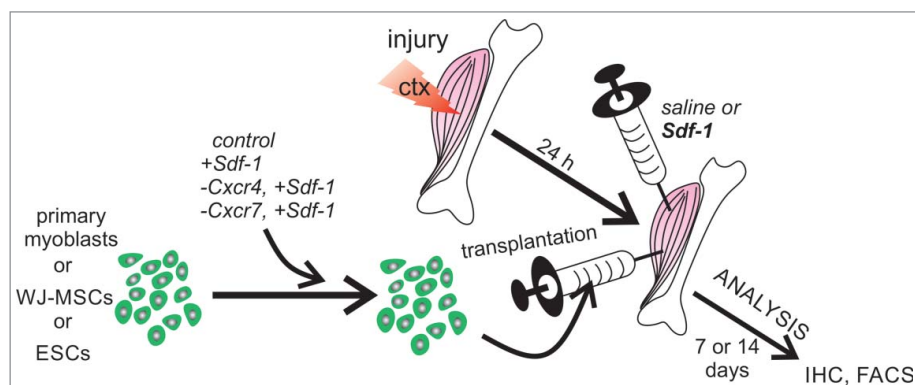 injury
ctx
saline or
Sdf-1
control
+Sdf-1
-Cxcr4, +Sdf-1
-Cxcr7, +Sdf-1
24 h
primary
myoblasts
or
WJ-MSCs
or
ESCs
transplantation
ANALYSIS
7 or 14
days
IHC, FACS